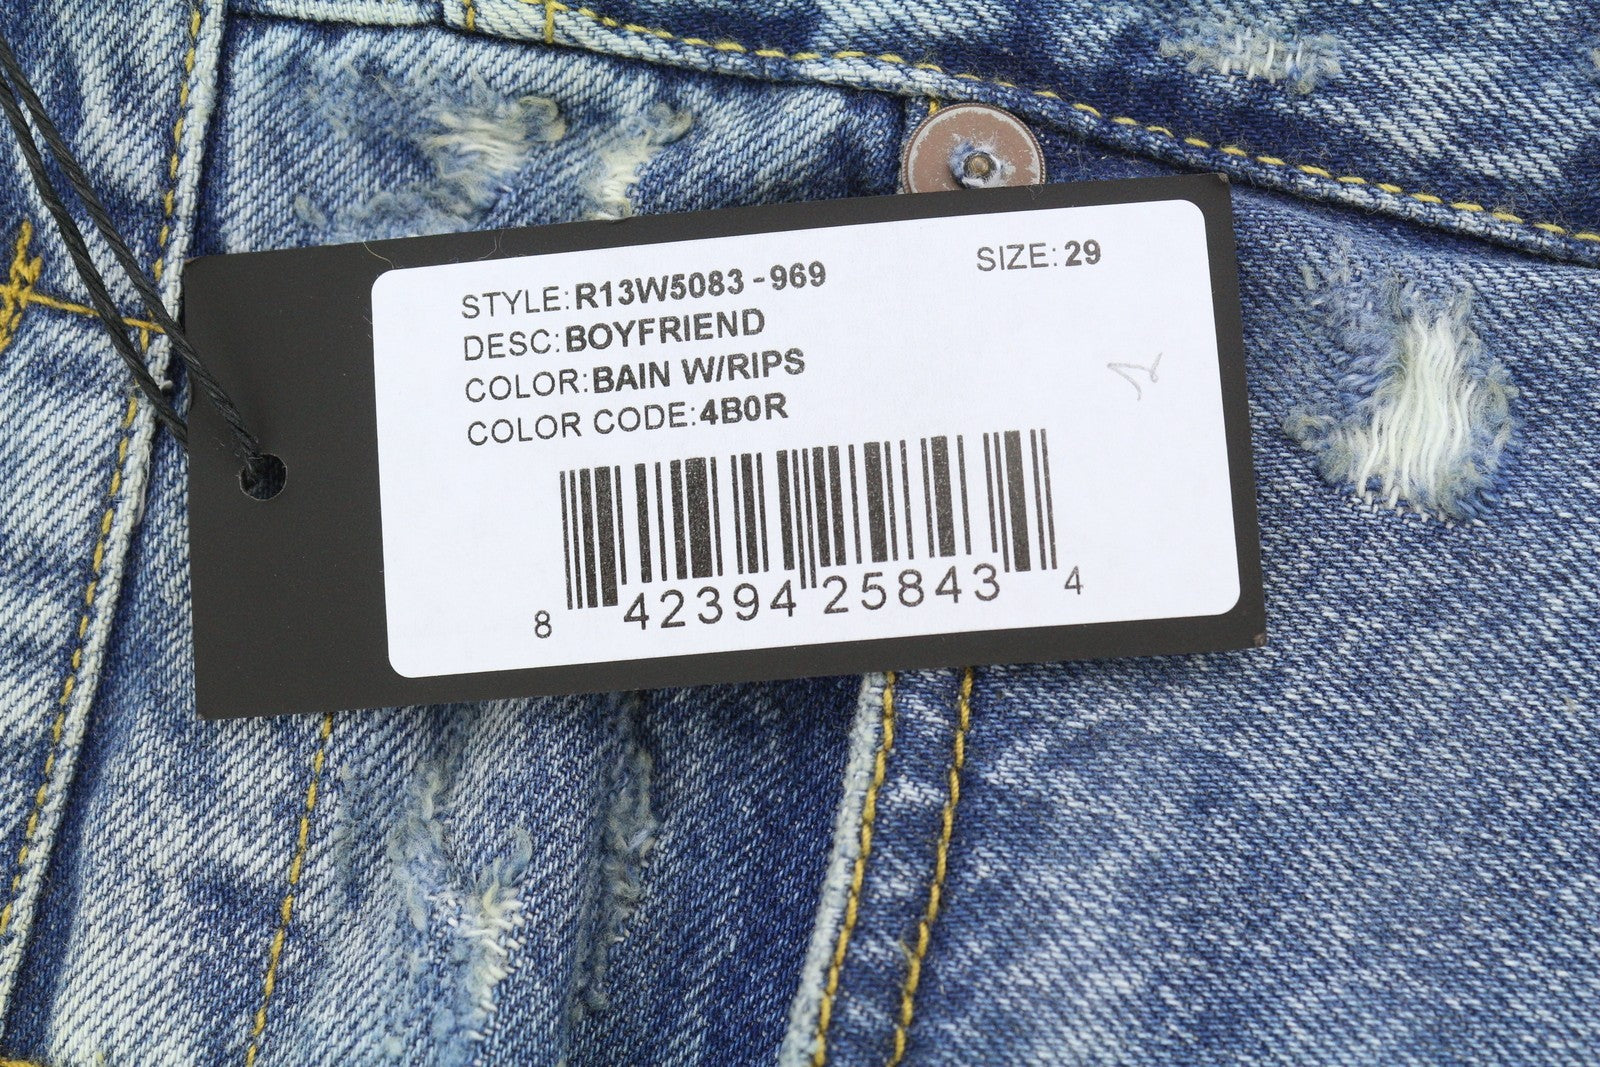 STYLE:R13W5083-969 SIZE:29
DESC:BOYFRIEND
COLOR:BAIN W/RIPS
COLOR CODE:4B0R
8 42394 25843 4